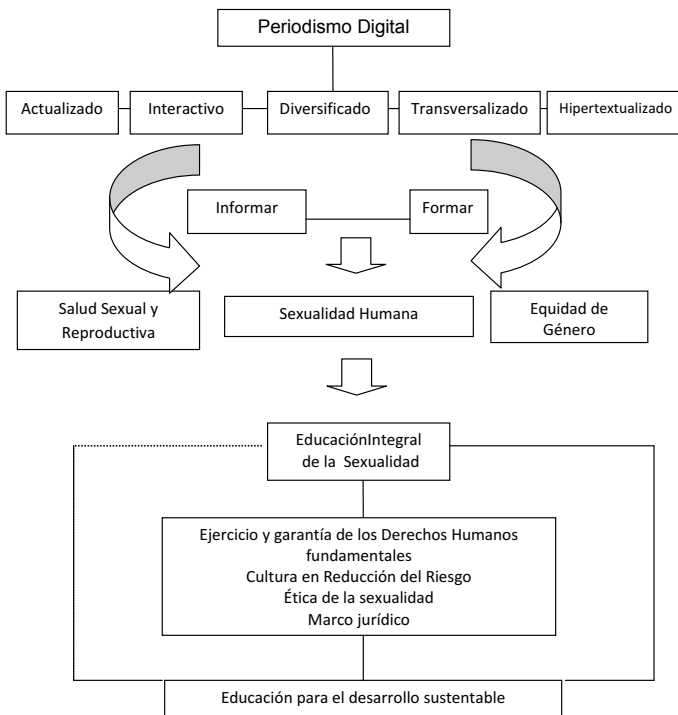 Periodismo Digital
Actualizado
Interactivo
Diversificado
Transversalizado
Hipertextualizado
Informar
Formar
Salud Sexual y
Reproductiva
Sexualidad Humana
Equidad de
Género
EducaciónIntegral
de la Sexualidad
Ejercicio y garantía de los Derechos Humanos
fundamentales
Cultura en Reducción del Riesgo
Ética de la sexualidad
Marco jurídico
Educación para el desarrollo sustentable